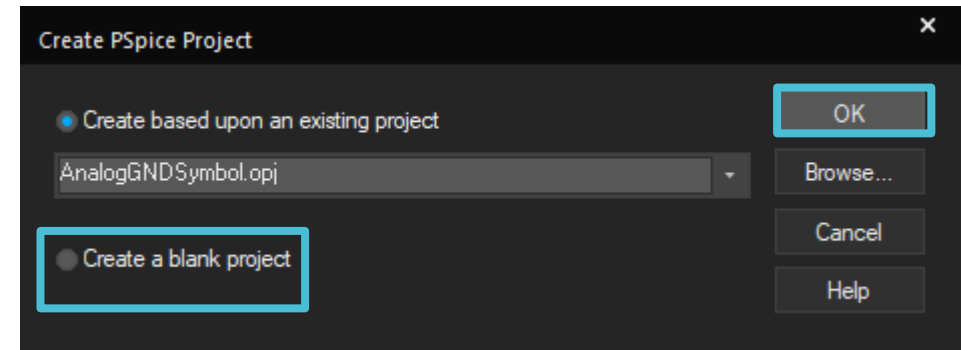 Create PSpice Project
×
Create based upon an existing project
OK
AnalogGNDSymbol.opj
Browse...
Cancel
Create a blank project
Help